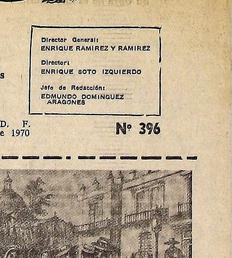 Director General:
ENRIQUE RAMIREZ Y RAMIREZ
Director:
ENRIQUE SOTO IZQUIERDO
Jefe de Redacción:
EDMUNDO DOMINGUEZ
ARAGONES
s
D. F.
e 1970
Nº 396